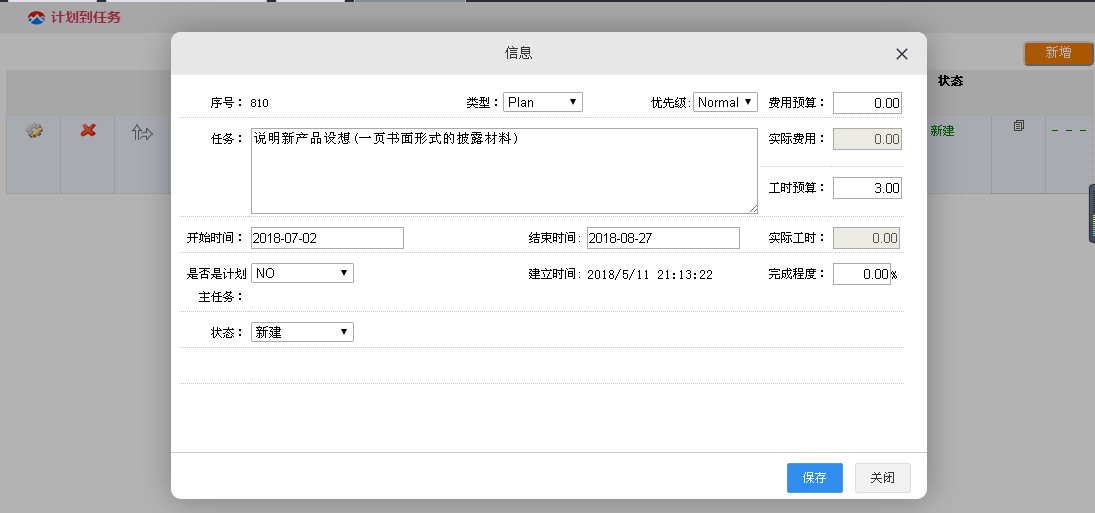 计划到任务
信息
新增
状态
序号： 810 类型： Plan 优先级: Normal 费用预算： 0.00
任务： 说明新产品设想(一页书面形式的披露材料) 实际费用： 0.00
新建 - - -
工时预算： 3.00
开始时间： 2018-07-02 结束时间: 2018-08-27 实际工时： 0.00
是否是计划 NO 建立时间: 2018/5/11 21:13:22 完成程度： 0.00%
主任务：
状态： 新建
保存 关闭